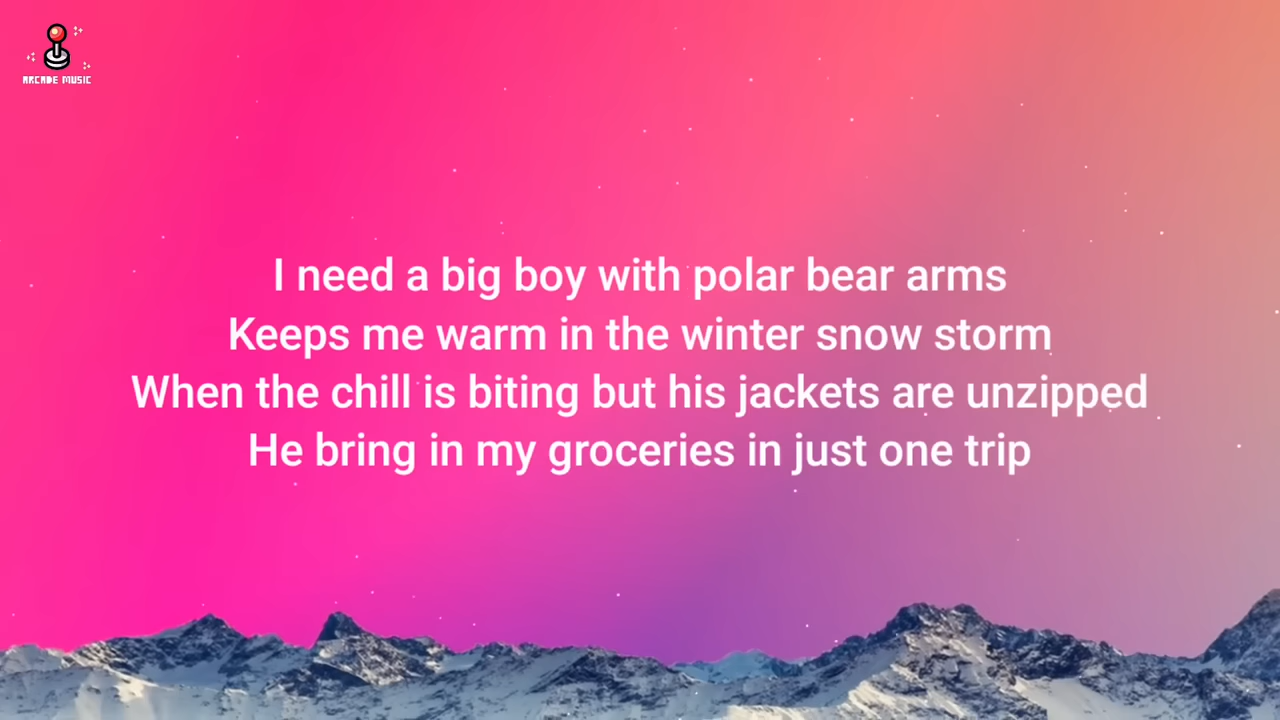 ARCADE MUSIC
I need a big boy with polar bear arms
Keeps me warm in the winter snow storm
When the chill is biting but his jackets are unzipped
He bring in my groceries in just one trip